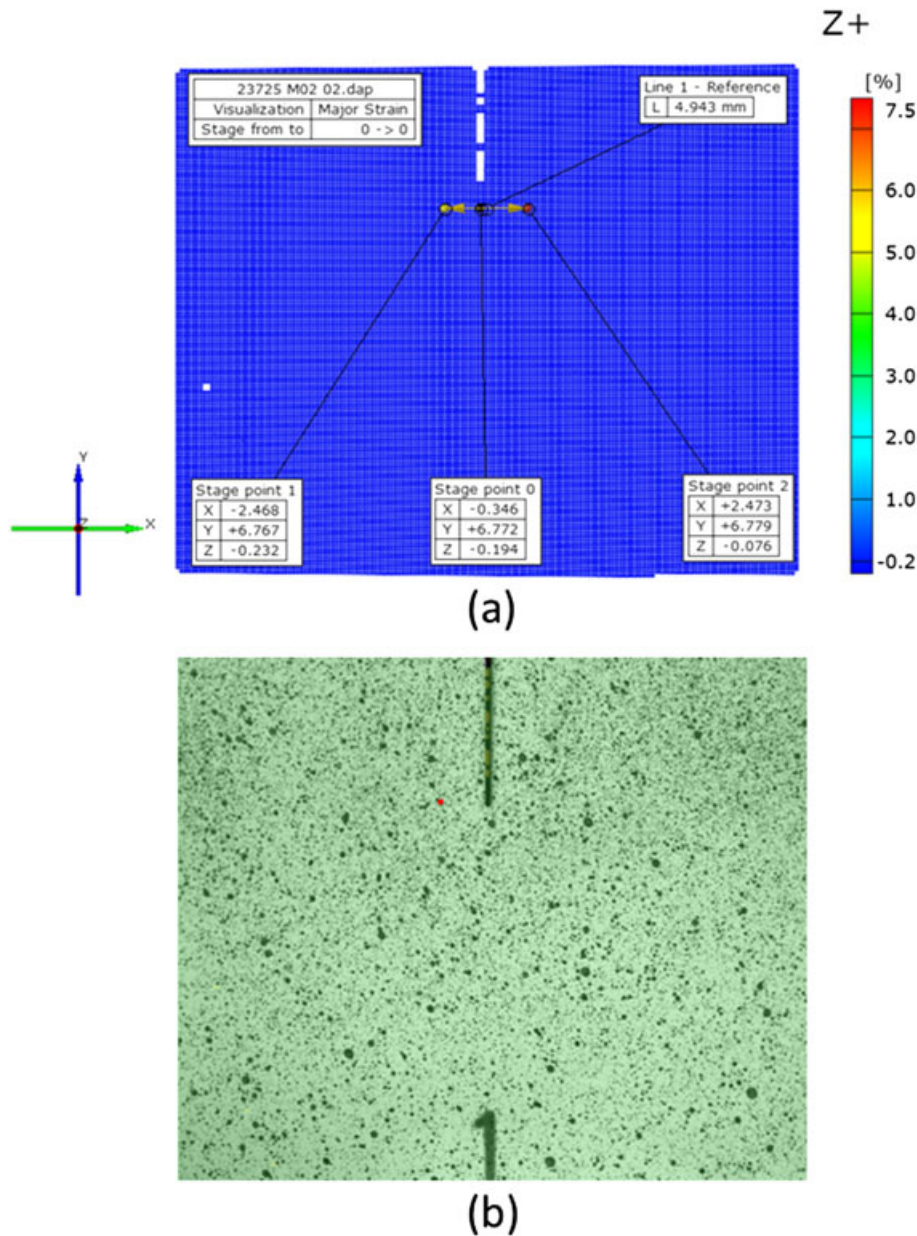 Z+
[%]
23725 M02 02.dap
Visualization Major Strain
Stage from to 0 -> 0
Line 1 - Reference
L 4.943 mm
7.5
6.0
5.0
4.0
3.0
2.0
1.0
-0.2
Y
Z X
Stage point 1
X -2.468
Y +6.767
Z -0.232
Stage point 0
X -0.346
Y +6.772
Z -0.194
Stage point 2
X +2.473
Y +6.779
Z -0.076
(a)
1
(b)